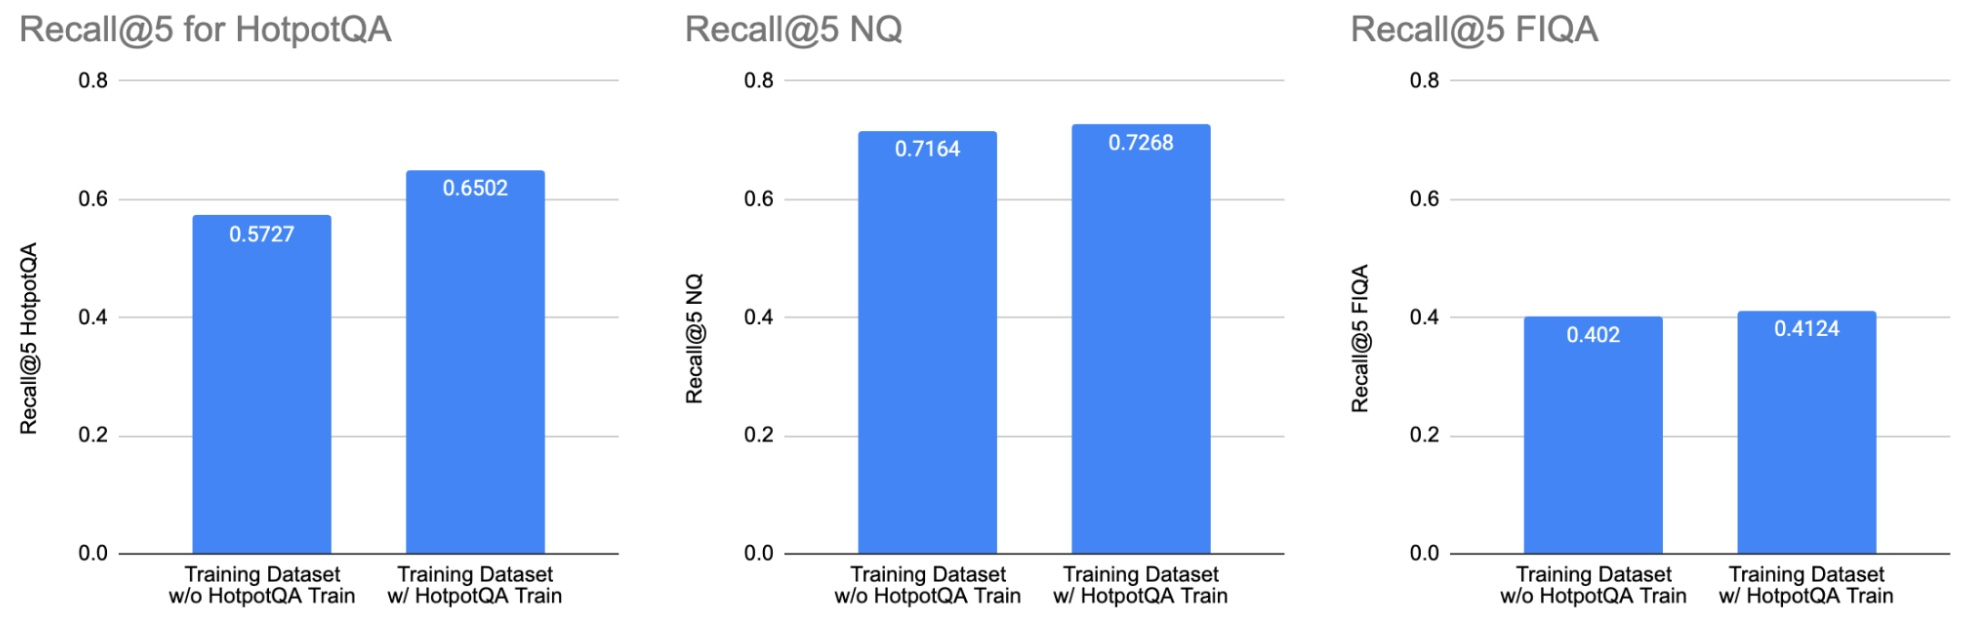 Recall@5 for HotpotQA
Recall@5 HotpotQA
0.8
0.6
0.4
0.2
0.0
0.5727
0.6502
Training Dataset
w/o HotpotQA Train
Training Dataset
w/ HotpotQA Train
Recall@5 NQ
Recall@5 NQ
0.8
0.6
0.4
0.2
0.0
0.7164
0.7268
Training Dataset
w/o HotpotQA Train
Training Dataset
w/ HotpotQA Train
Recall@5 FIQA
Recall@5 FIQA
0.8
0.6
0.4
0.2
0.0
0.402
0.4124
Training Dataset
w/o HotpotQA Train
Training Dataset
w/ HotpotQA Train